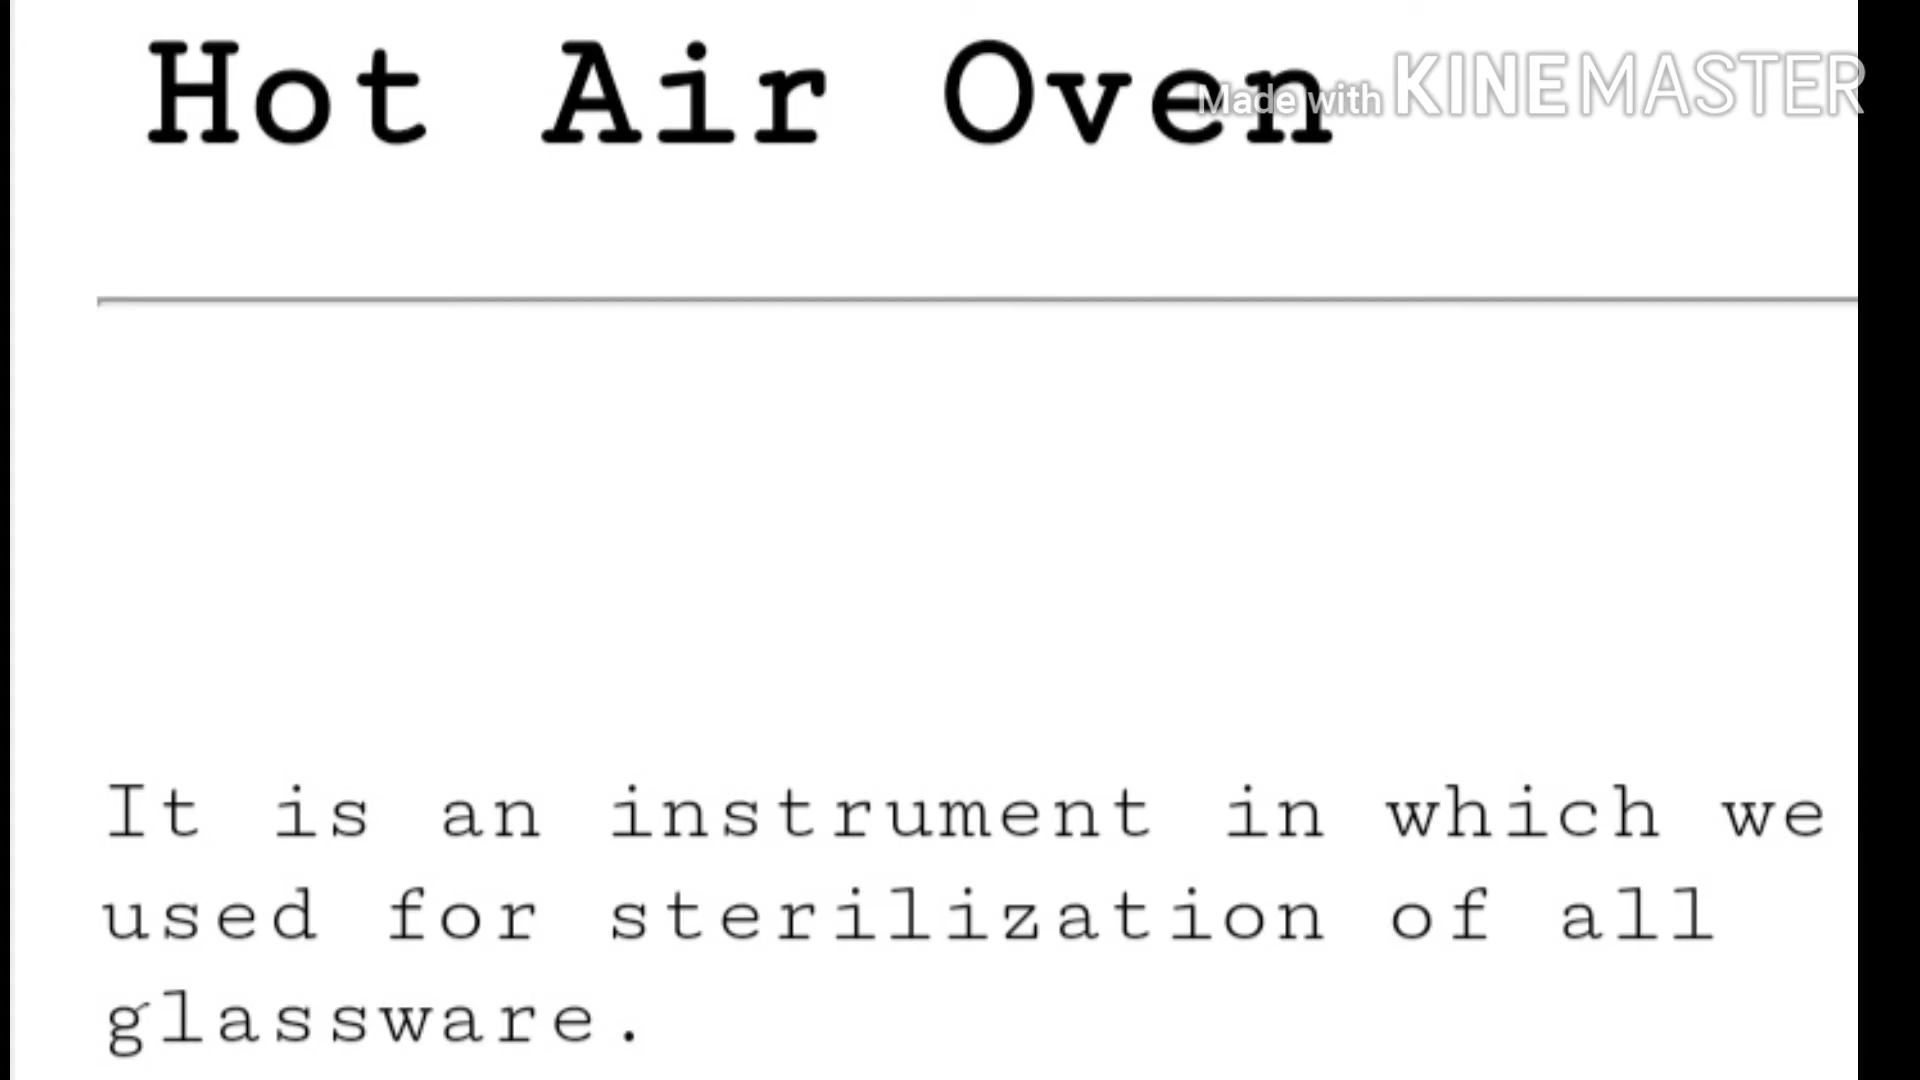 Hot Air Oven
Made with KINEMASTER
It is an instrument in which we
used for sterilization of all
glassware.